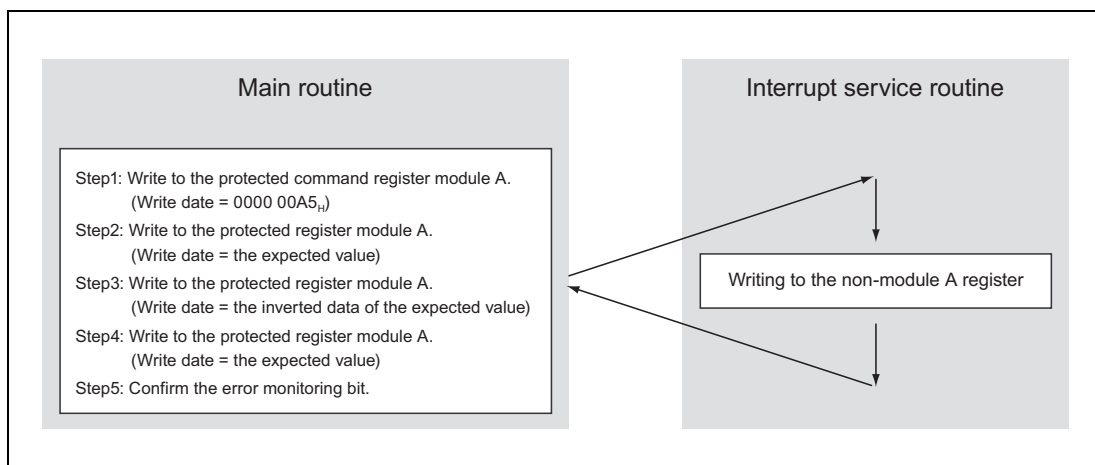 Main routine
Step1: Write to the protected command register module A.
(Write date = 0000 00A5H)
Step2: Write to the protected register module A.
(Write date = the expected value)
Step3: Write to the protected register module A.
(Write date = the inverted data of the expected value)
Step4: Write to the protected register module A.
(Write date = the expected value)
Step5: Confirm the error monitoring bit.
Interrupt service routine
Writing to the non-module A register